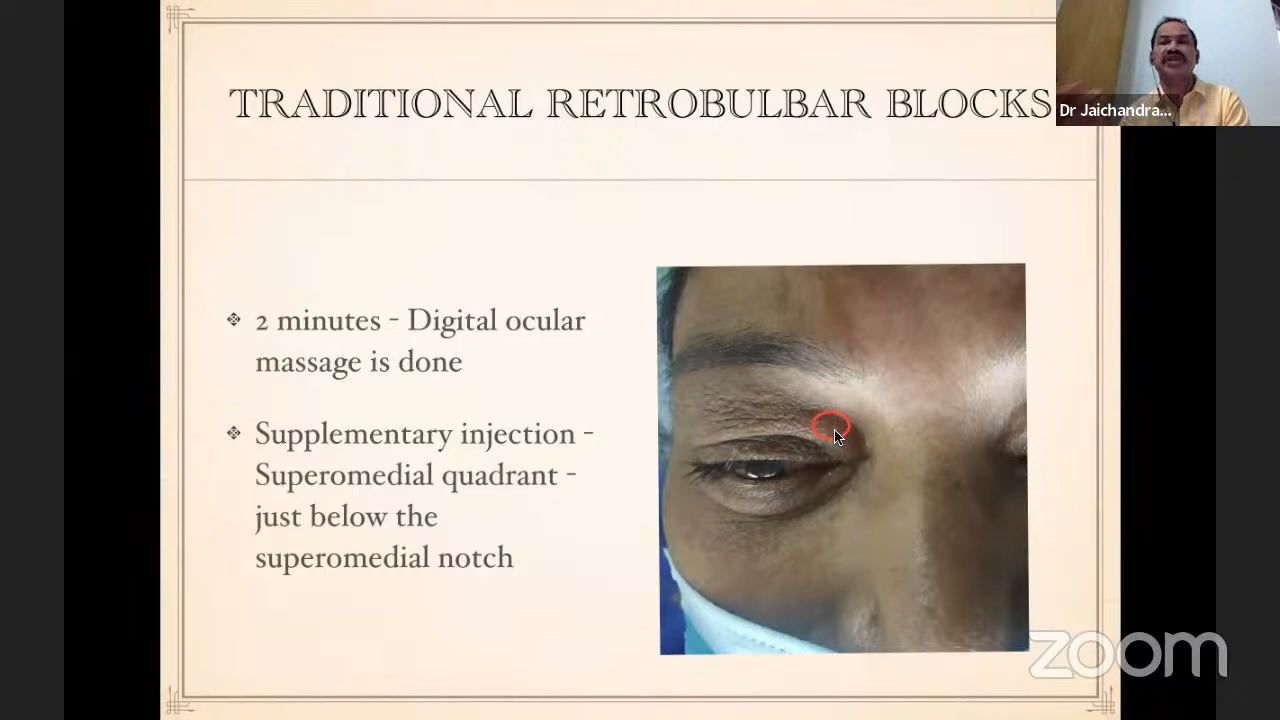 TRADITIONAL RETROBULBAR BLOCKS
Dr Jaichandra...
2 minutes - Digital ocular
massage is done
Supplementary injection -
Superomedial quadrant -
just below the
superomedial notch
zoom